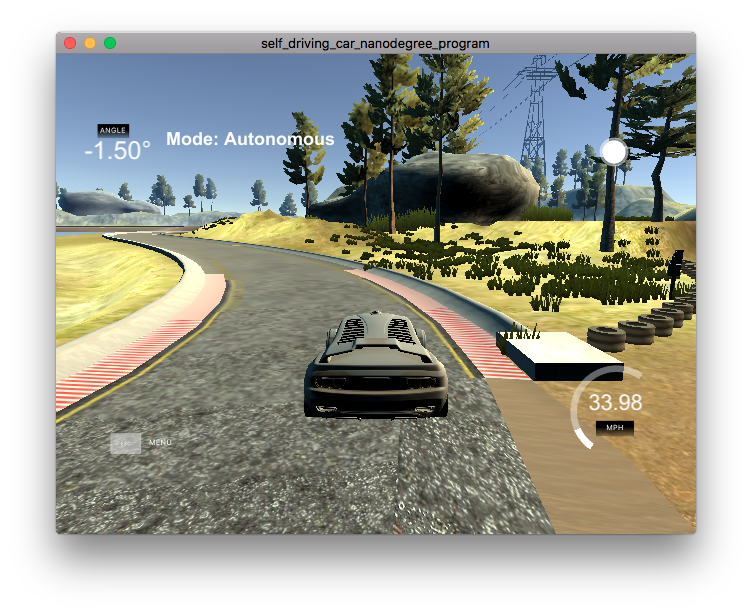 self_driving_car_nanodegree_program
ANGLE
-1.50°
Mode: Autonomous
33.98
MPH
MENU